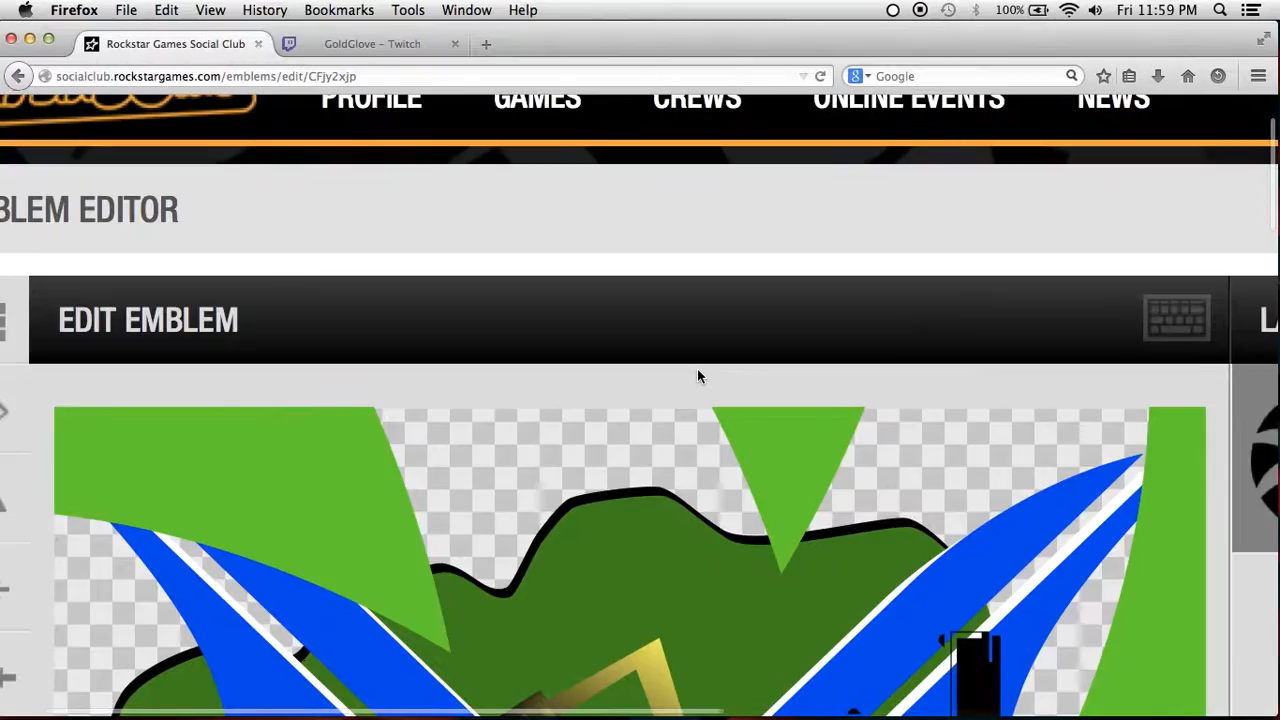 Firefox File Edit View History Bookmarks Tools Window Help 100% Fri 11:59 PM
Rockstar Games Social Club GoldGlove – Twitch
socialclub.rockstargames.com/emblems/edit/CFjy2xjp Google
PROFILE GAMES CREWS ONLINE EVENTS NEWS
BLEM EDITOR
EDIT EMBLEM